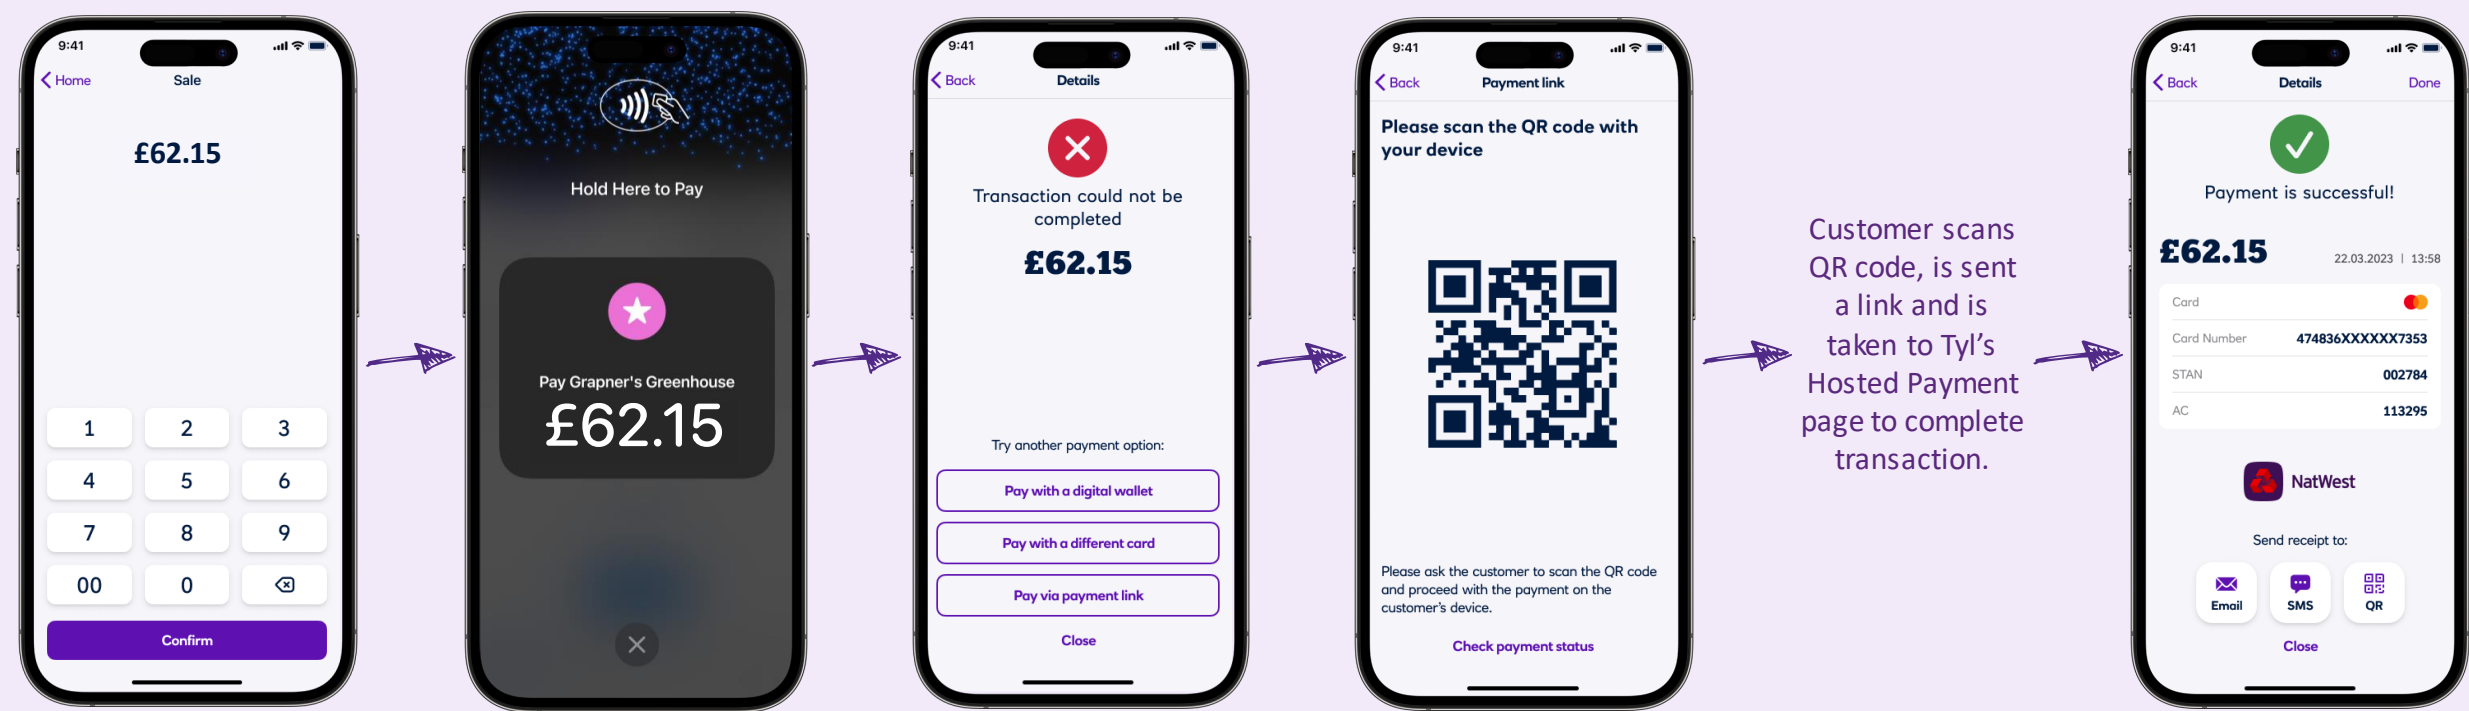 9:41
Home
Sale
£62.15
1 2 3
4 5 6
7 8 9
00 0
Confirm
Hold Here to Pay
Pay Grapner's Greenhouse
£62.15
9:41
Back
Details
Transaction could not be
completed
£62.15
Try another payment option:
Pay with a digital wallet
Pay with a different card
Pay via payment link
Close
9:41
Back
Payment link
Please scan the QR code with
your device
Please ask the customer to scan the QR code
and proceed with the payment on the
customer's device.
Check payment status
Customer scans
QR code, is sent
a link and is
taken to Tyl's
Hosted Payment
page to complete
transaction.
9:41
Back
Details
Done
Payment is successful!
£62.15
22.03.2023 | 13:58
Card
Card Number 474836XXXXXX7353
STAN 002784
AC 113295
NatWest
Send receipt to:
Email SMS QR
Close